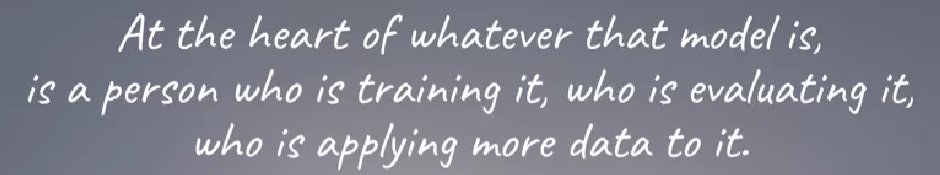 At the heart of whatever that model is,
is a person who is training it, who is evaluating it,
who is applying more data to it.